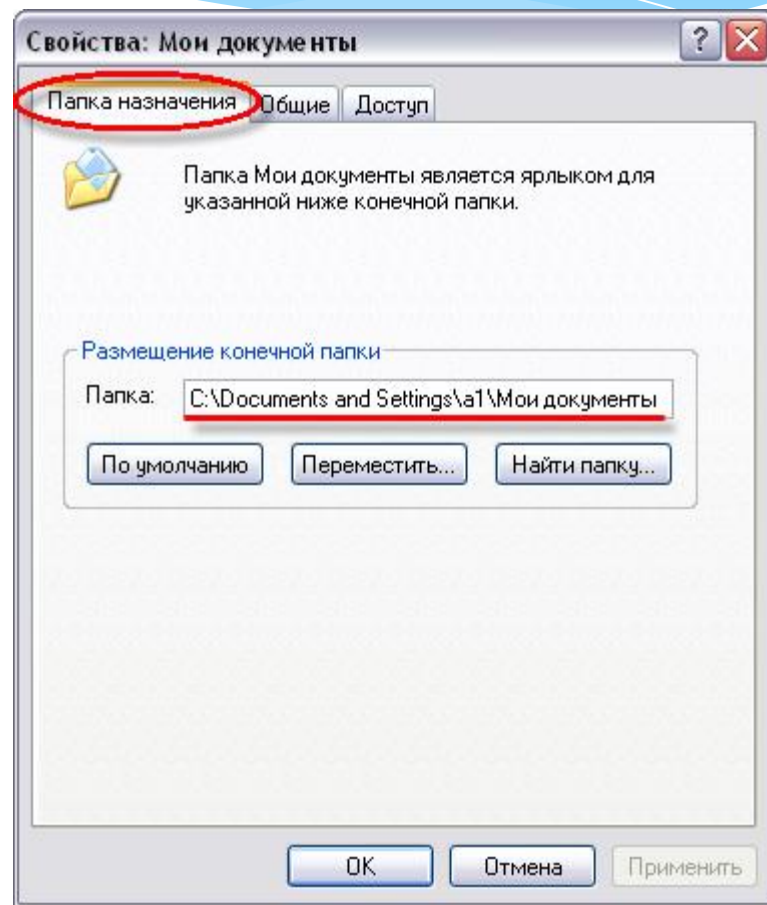 Свойства: Мои документы
Папка назначения Общие Доступ
Папка Мои документы является ярлыком для
указанной ниже конечной папки.
Размещение конечной папки
Папка: C:\Documents and Settings\a1\Мои документы
По умолчанию Переместить... Найти папку...
OK Отмена Применить